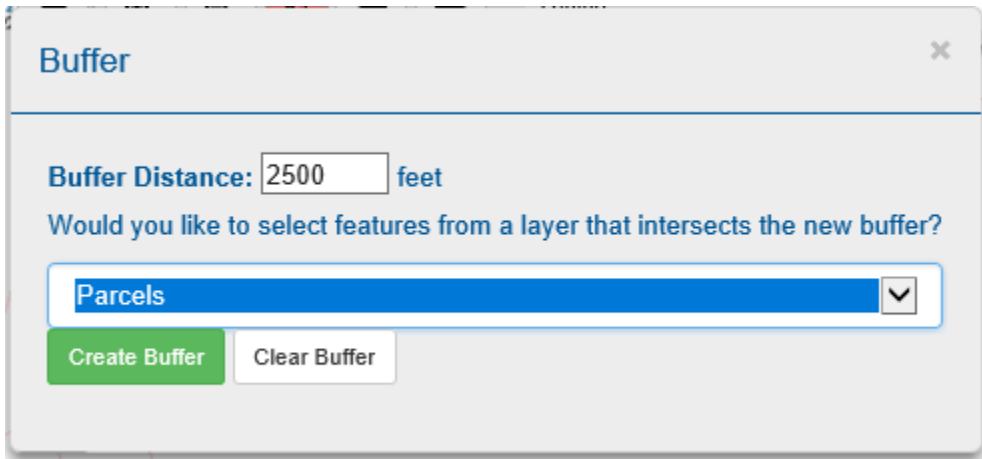 Buffer
×
Buffer Distance: 2500 feet
Would you like to select features from a layer that intersects the new buffer?
Parcels
Create Buffer Clear Buffer